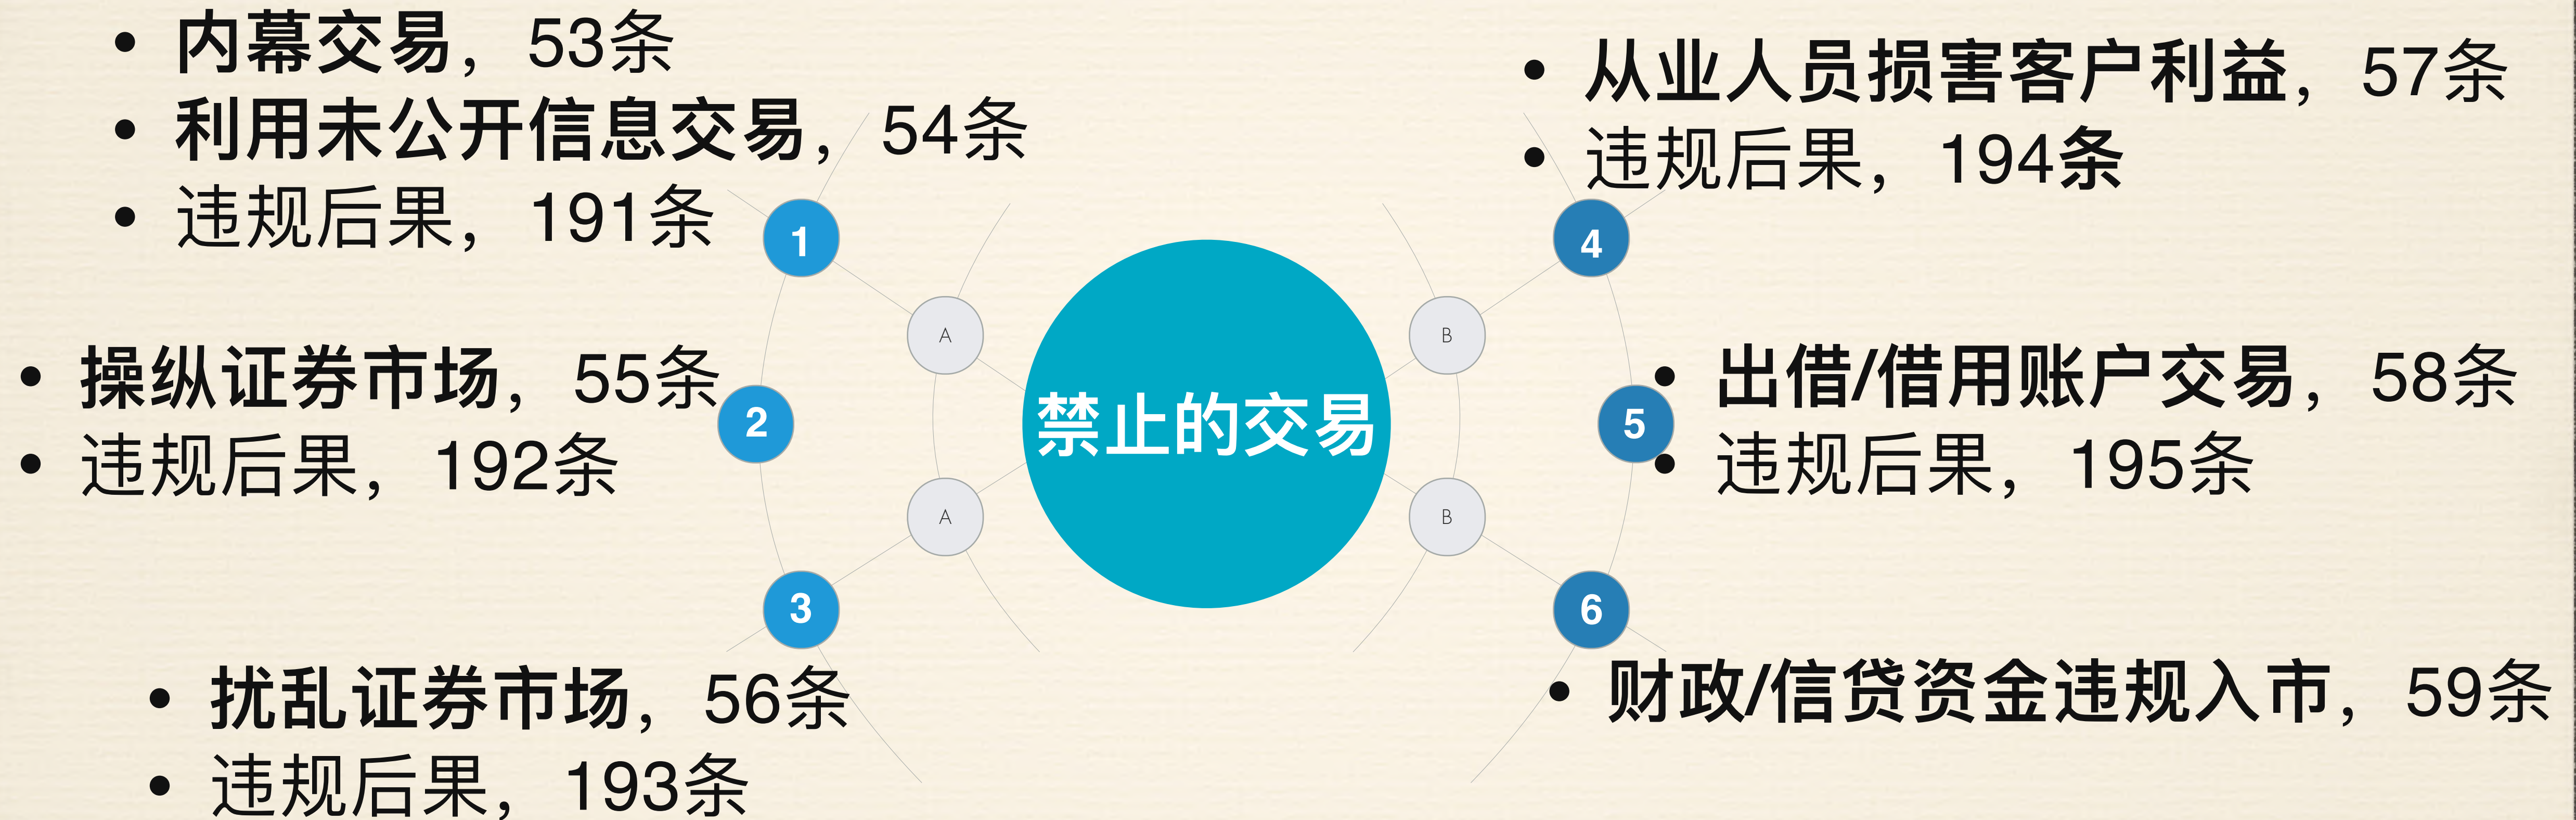 • 内幕交易，53条
• 利用未公开信息交易，54条
• 违规后果，191条
1
A
• 操纵证券市场，55条
• 违规后果，192条
2
A
3
• 扰乱证券市场，56条
• 违规后果，193条
禁止的交易
• 从业人员损害客户利益，57条
• 违规后果，194条
4
B
• 出借/借用账户交易，58条
• 违规后果，195条
5
B
6
• 财政/信贷资金违规入市，59条